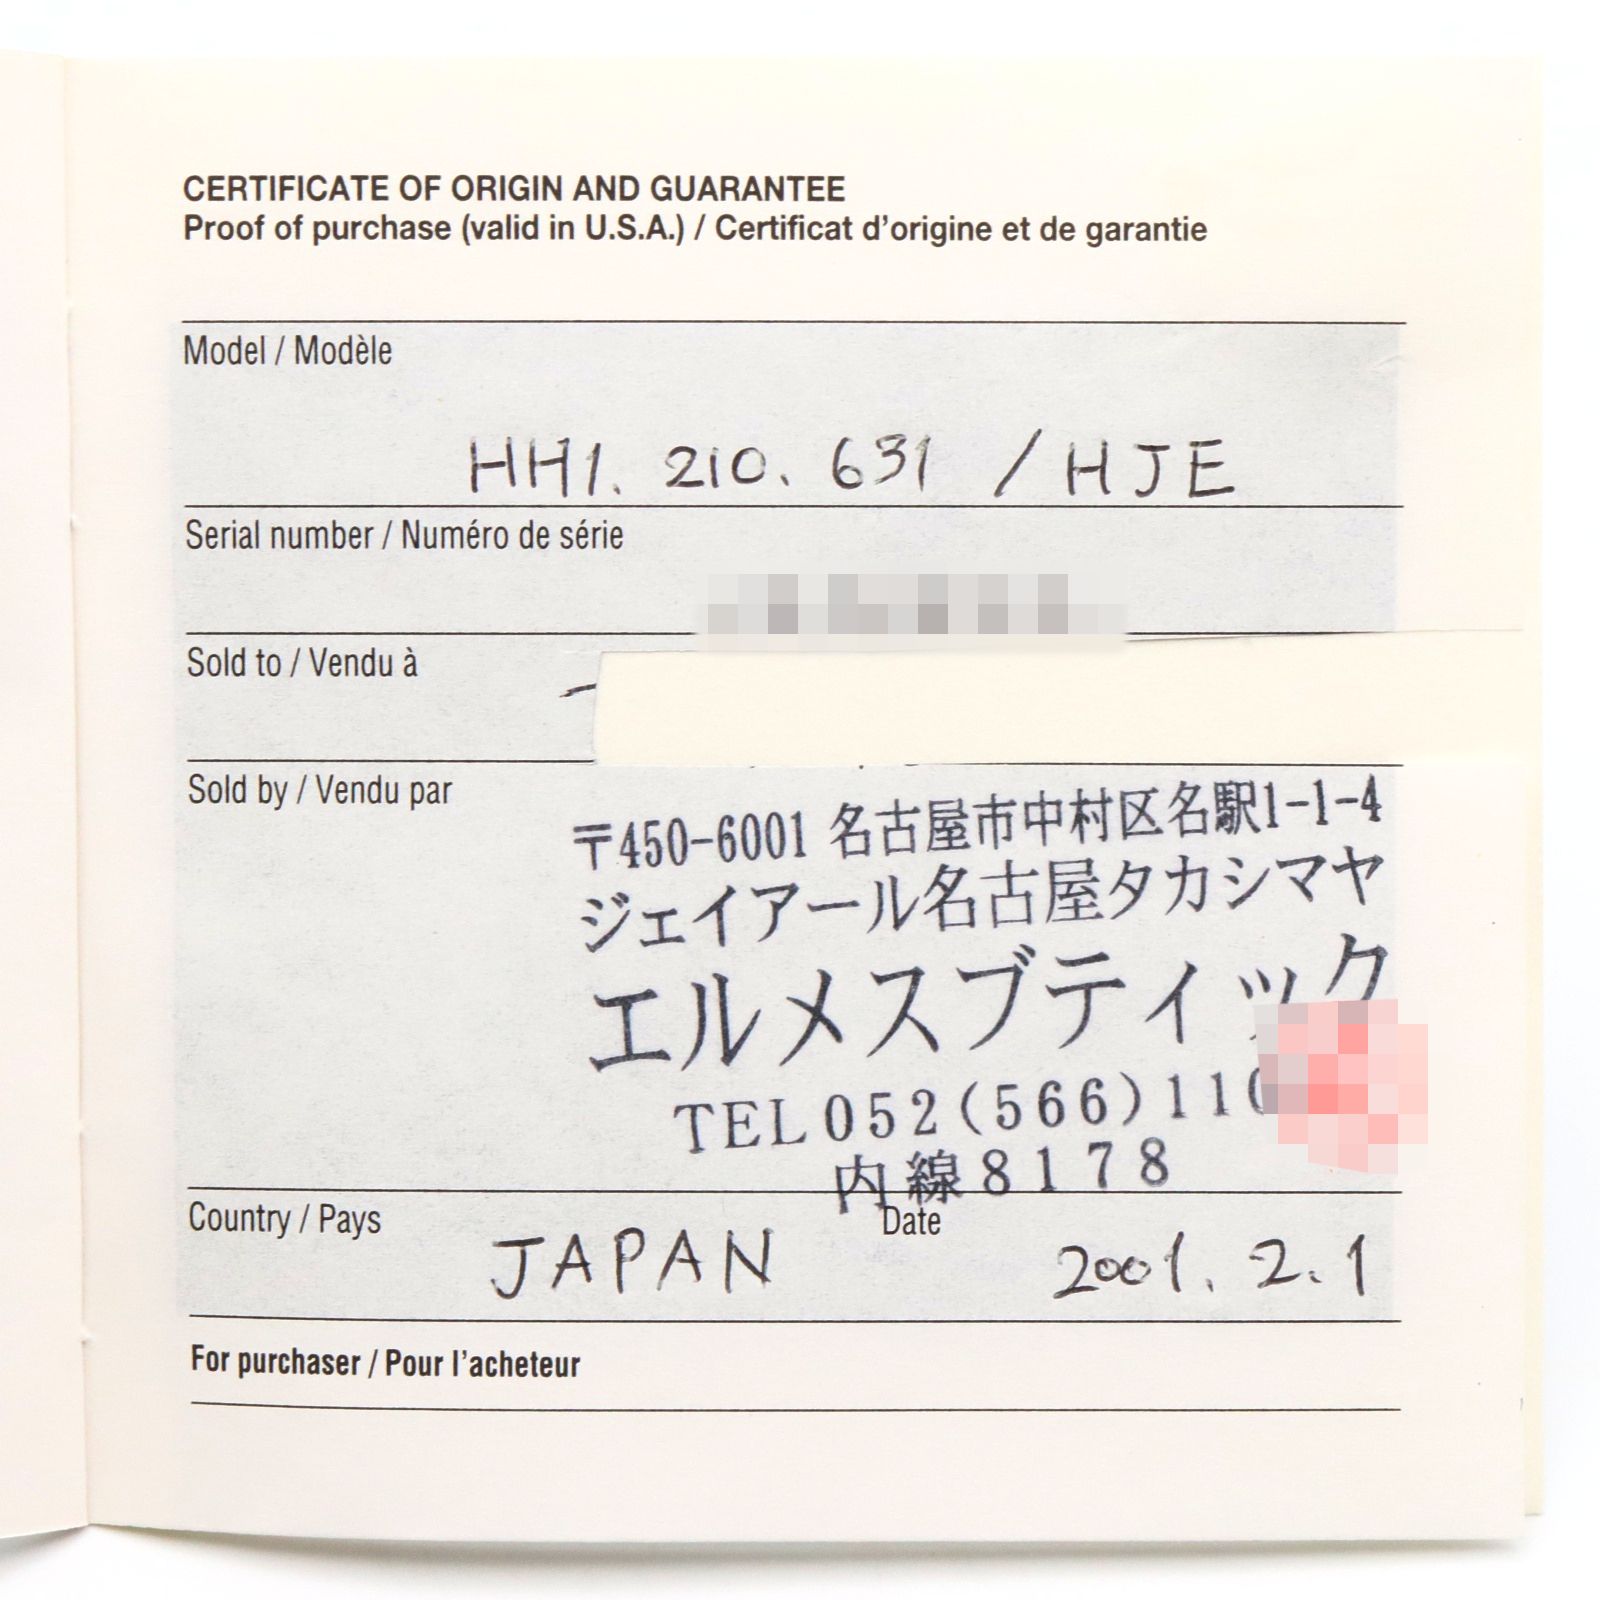 CERTIFICATE OF ORIGIN AND GUARANTEE
Proof of purchase (valid in U.S.A.) / Certificat d'origine et de garantie
Model / Modèle
HH1. 210. 631 / HJE
Serial number / Numéro de série
Sold to / Vendu à
Sold by / Vendu par
〒450-6001 名古屋市中村区名駅1-1-4
ジェイアール名古屋タカシマヤ
エルメスブティック
TEL052(566)110
内線8178
Country / Pays
JAPAN
Date
2001. 2. 1
For purchaser / Pour l'acheteur